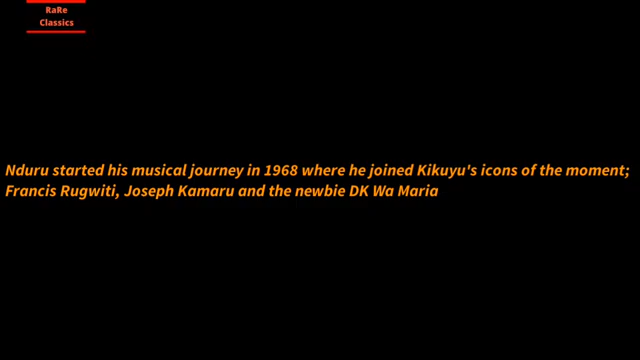 RaRe
Classics
Nduru started his musical journey in 1968 where he joined Kikuyu's icons of the moment;
Francis Rugwiti, Joseph Kamaru and the newbie DK Wa Maria